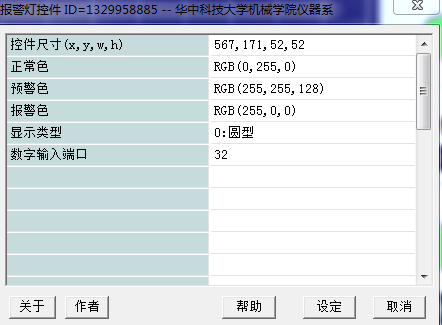 报警灯控件 ID=1329958885 -- 华中科技大学机械学院仪器系
控件尺寸(x,y,w,h) 567,171,52,52
正常色 RGB(0,255,0)
预警色 RGB(255,255,128)
报警色 RGB(255,0,0)
显示类型 0:圆型
数字输入端口 32
关于 作者 帮助 设定 取消